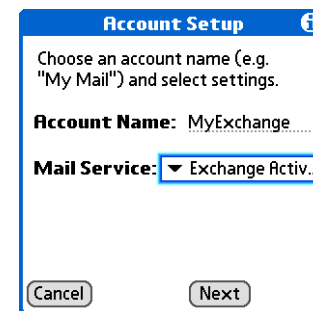 Account Setup i
Choose an account name (e.g.
"My Mail") and select settings.
Account Name: MyExchange
Mail Service: Exchange Activ..
Cancel Next